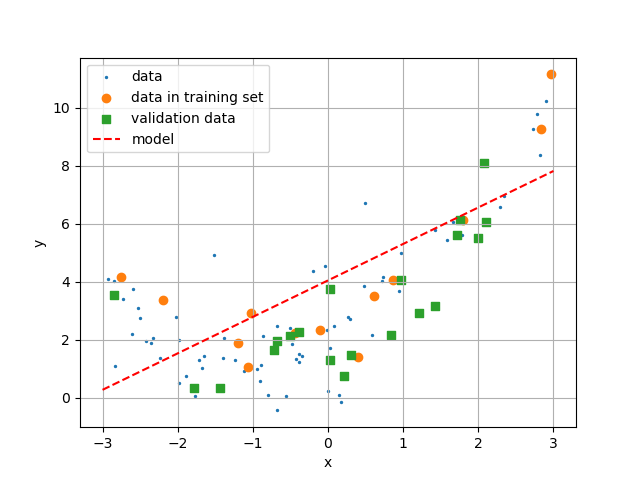 data
data in training set
validation data
model
y
10
8
6
4
2
0
−3
−2
−1
0
1
2
3
x